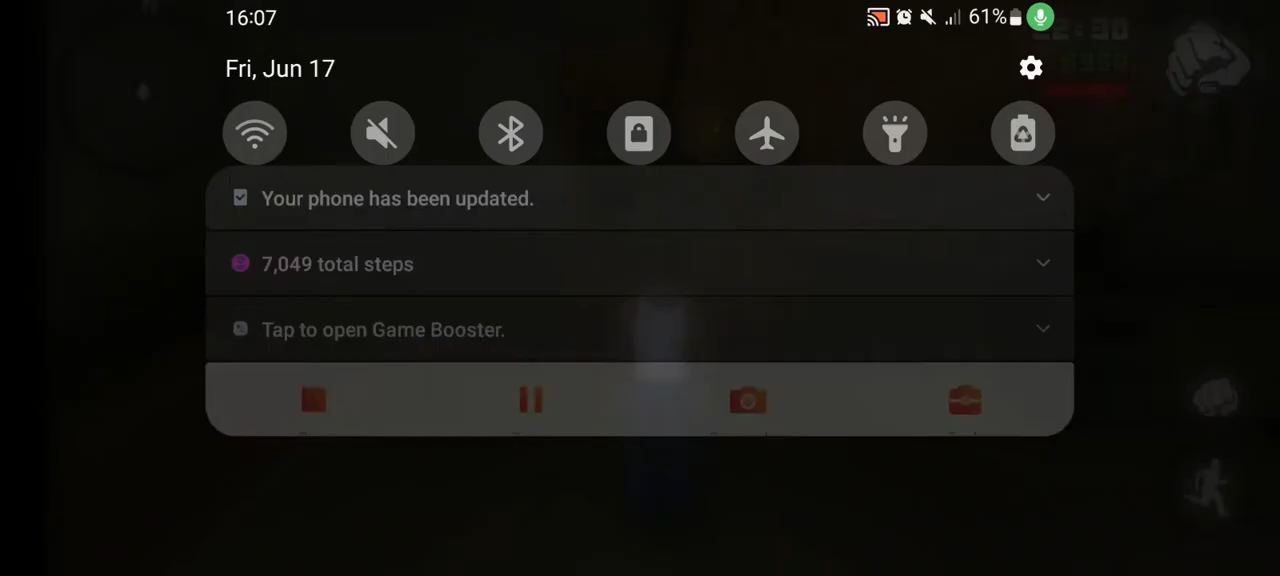 16:07
61%
Fri, Jun 17
Your phone has been updated.
7,049 total steps
Tap to open Game Booster.